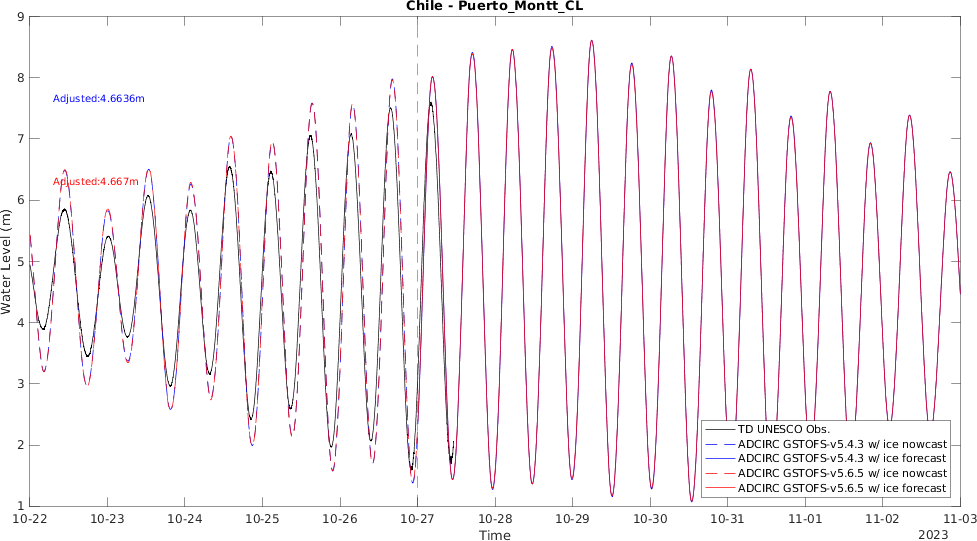 Chile - Puerto_Montt_CL
9
8
7
6
5
4
3
2
1
Water Level (m)
Adjusted:4.6636m
Adjusted:4.667m
TD UNESCO Obs.
ADCIRC GSTOFS-v5.4.3 w/ ice nowcast
ADCIRC GSTOFS-v5.4.3 w/ ice forecast
ADCIRC GSTOFS-v5.6.5 w/ ice nowcast
ADCIRC GSTOFS-v5.6.5 w/ ice forecast
10-22 10-23 10-24 10-25 10-26 10-27 10-28 10-29 10-30 10-31 11-01 11-02 11-03
Time
2023